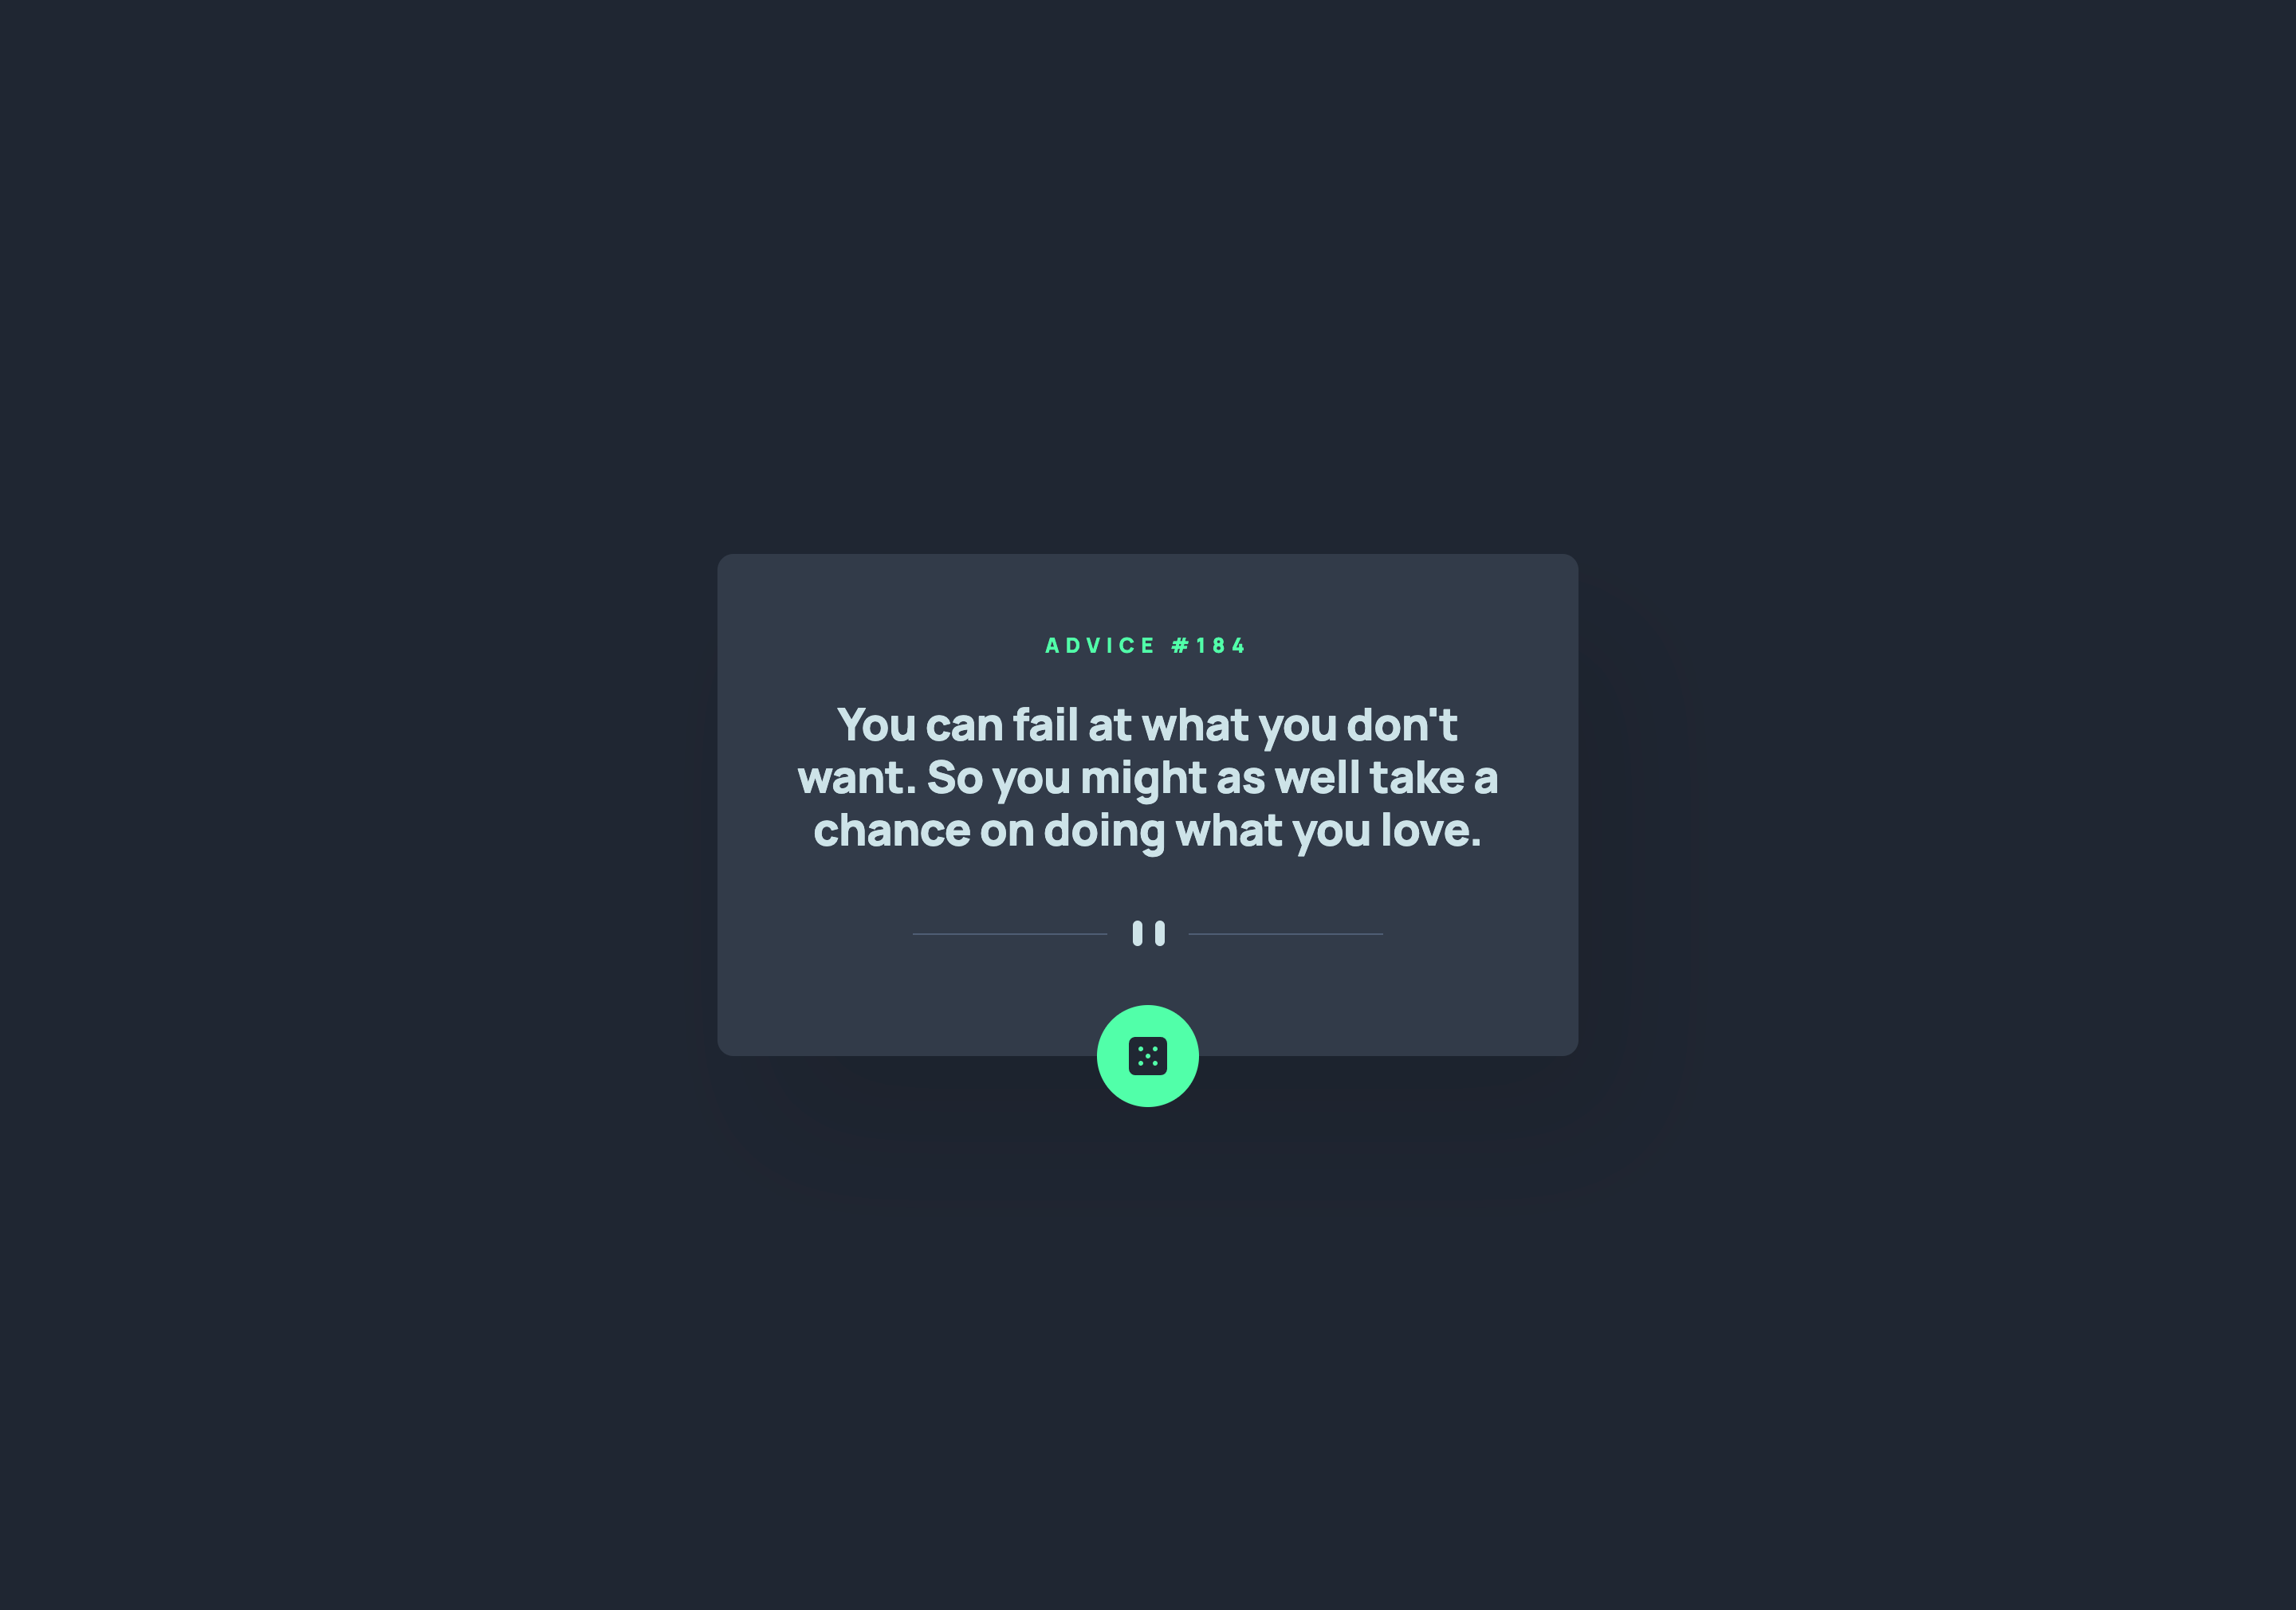 ADVICE #184
You can fail at what you don't
want. So you might as well take a
chance on doing what you love.